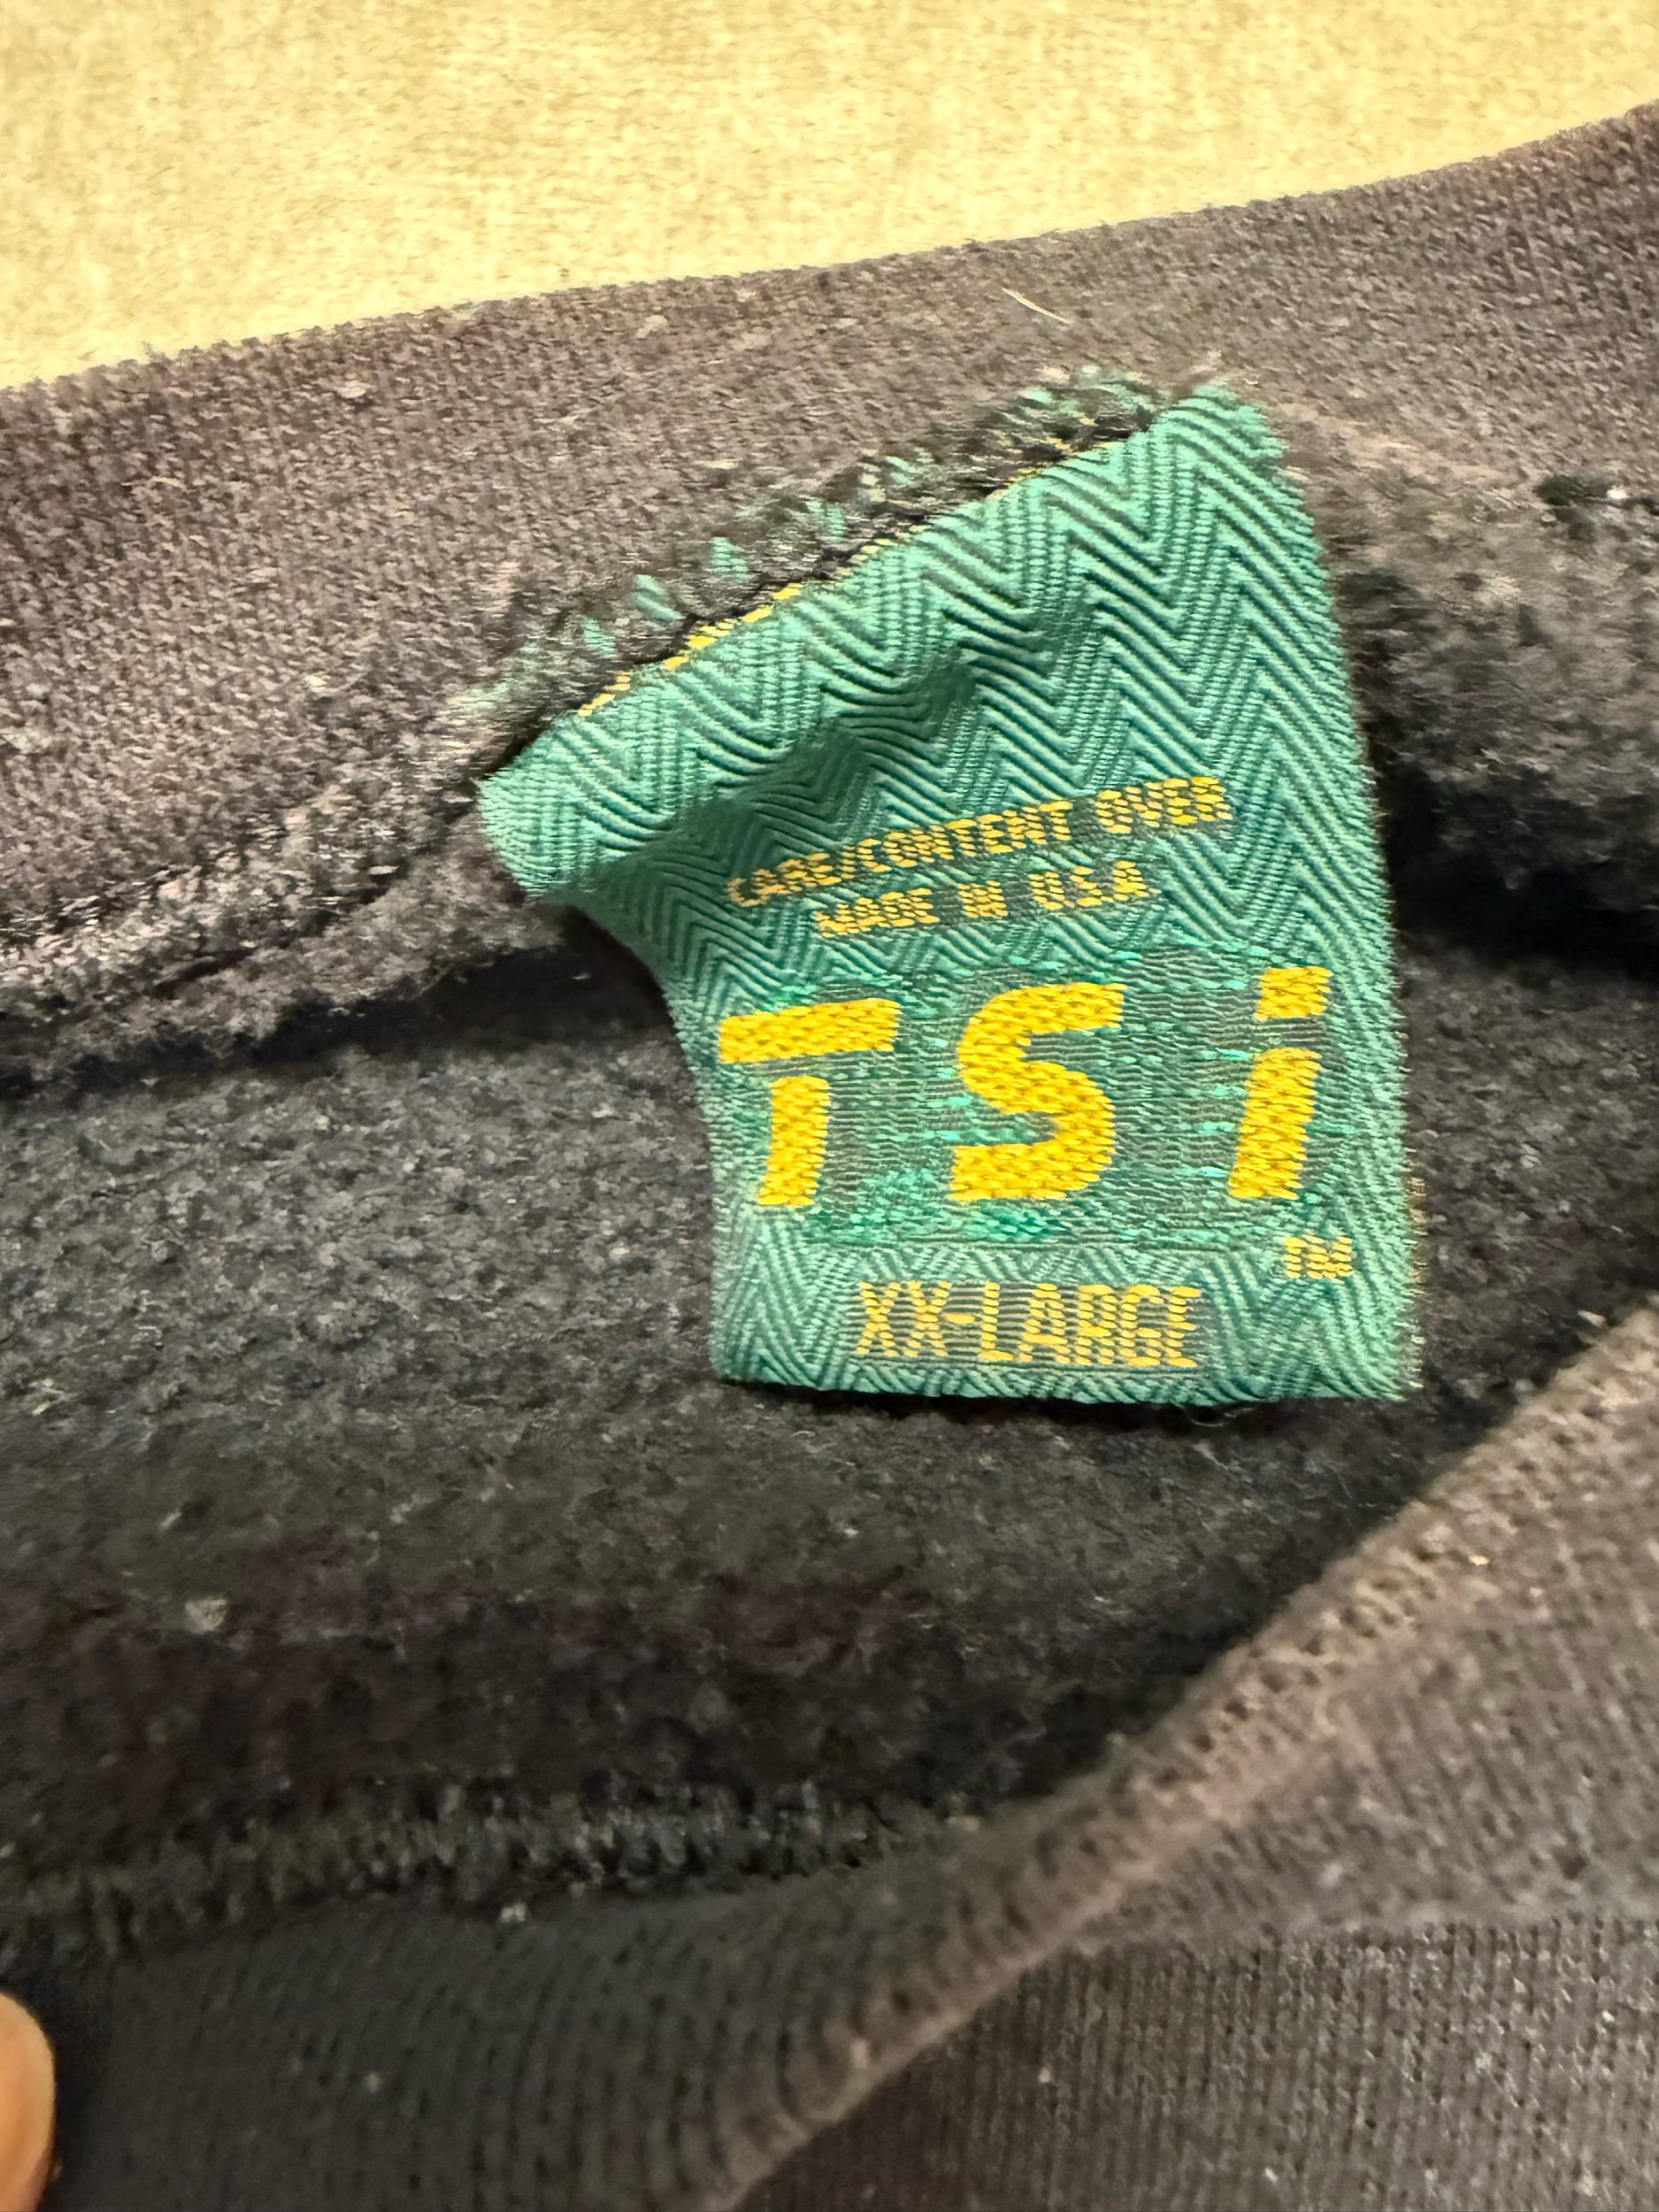 CARE/CONTENT OVER
MADE IN U.S.A
TSi
TM
XX-LARGE